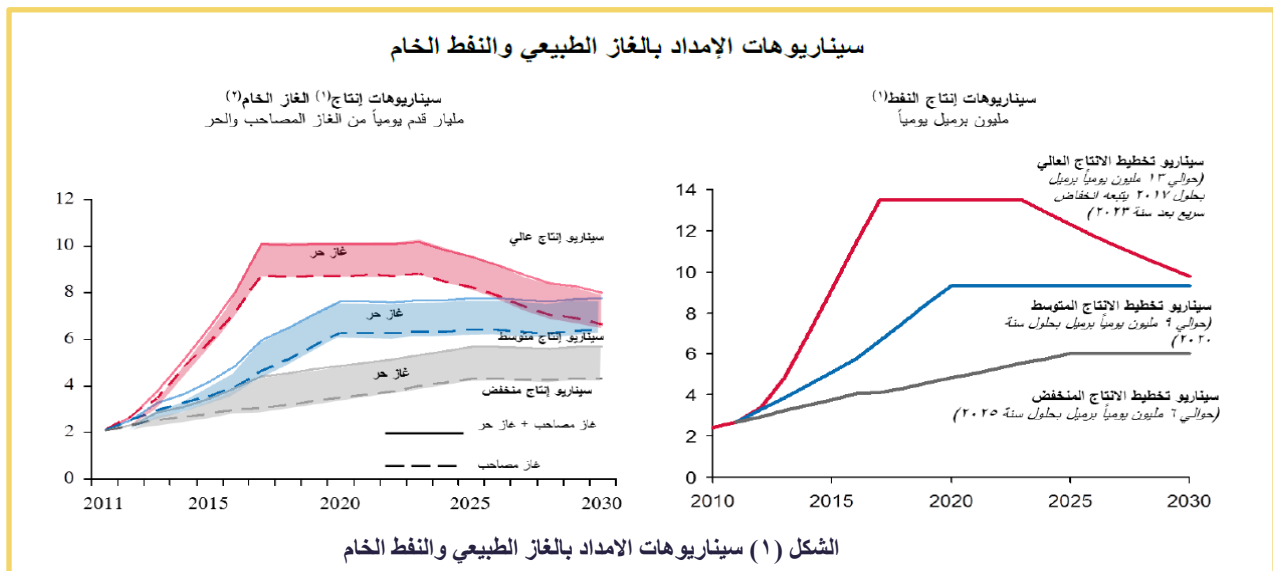 سيناريوهات الإمداد بالغاز الطبيعي والنفط الخام
سيناريوهات إنتاج النفط(١)
مليون برميل يومياً
سيناريو تخطيط الانتاج العالي
(حوالي ١٣ مليون يومياً برميل
بحلول ٢٠١٧ يتبعه انخفاض
سريع بعد سنة ٢٠٢٣)
سيناريو تخطيط الانتاج المتوسط
(حوالي ٩ مليون يومياً برميل بحلول سنة
٢٠٢٠)
سيناريو تخطيط الانتاج المنخفض
(حوالي ٦ مليون يومياً برميل بحلول سنة ٢٠٢٥)
14
12
10
8
6
4
2
0
2010 2015 2020 2025 2030
سيناريوهات إنتاج(١) الغاز الخام(٢)
مليار قدم يومياً من الغاز المصاحب والحر
12
10
8
6
4
2
0
سيناريو إنتاج عالي
غاز حر
غاز حر
سيناريو إنتاج متوسط
غاز حر
سيناريو إنتاج منخفض
غاز مصاحب + غاز حر
غاز مصاحب
2011 2015 2020 2025 2030
الشكل (١) سيناريوهات الامداد بالغاز الطبيعي والنفط الخام